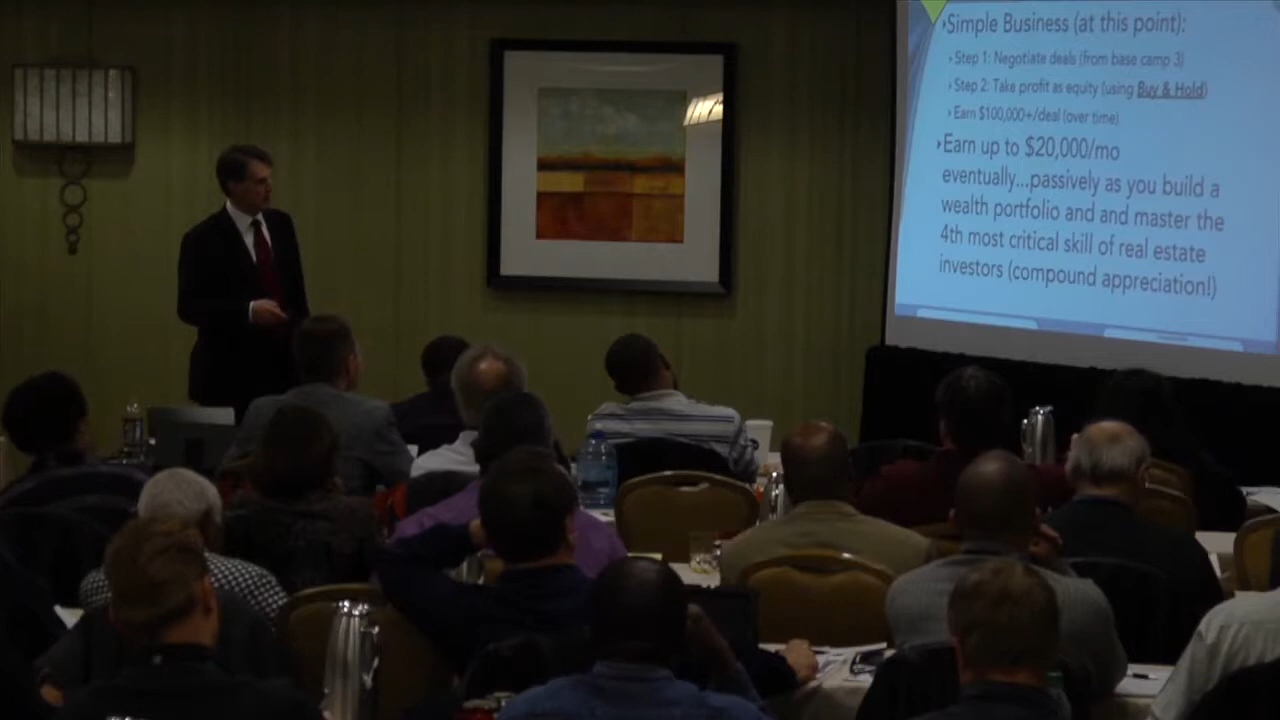 Simple Business (at this point):
Step 1: Negotiate deals (from base camp 3)
Step 2: Take profit as equity (using Buy & Hold)
Earn $100,000+/deal (over time)
Earn up to $20,000/mo
eventually...passively as you build a
wealth portfolio and and master the
4th most critical skill of real estate
investors (compound appreciation!)